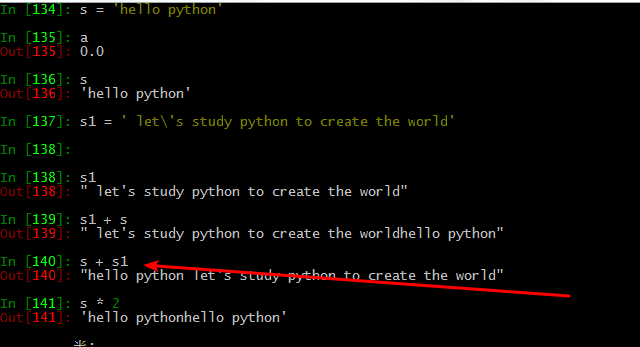 In [134]: s = 'hello python'
In [135]: a
Out[135]: 0.0
In [136]: s
Out[136]: 'hello python'
In [137]: s1 = ' let\'s study python to create the world'
In [138]:
In [138]: s1
Out[138]: " let's study python to create the world"
In [139]: s1 + s
Out[139]: " let's study python to create the worldhello python"
In [140]: s + s1
Out[140]: "hello python let's study python to create the world"
In [141]: s * 2
Out[141]: 'hello pythonhello python'